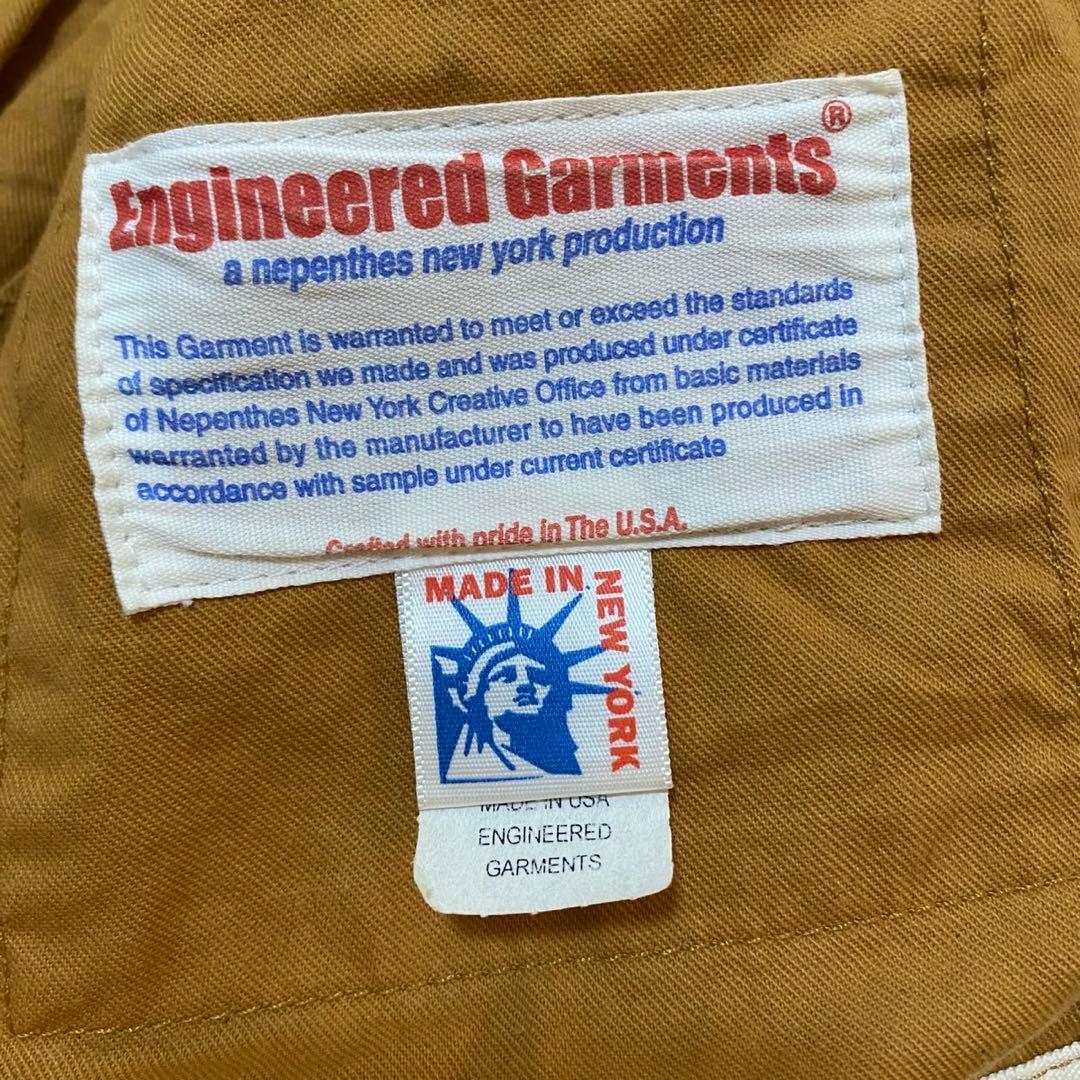 Engineered Garments®
a nepenthes new york production
This Garment is warranted to meet or exceed the standards
of specification we made and was produced under certificate
of Nepenthes New York Creative Office from basic materials
warranted by the manufacturer to have been produced in
accordance with sample under current certificate
Crafted with pride in The U.S.A.
MADE IN
NEW YORK
MADE IN USA
ENGINEERED
GARMENTS